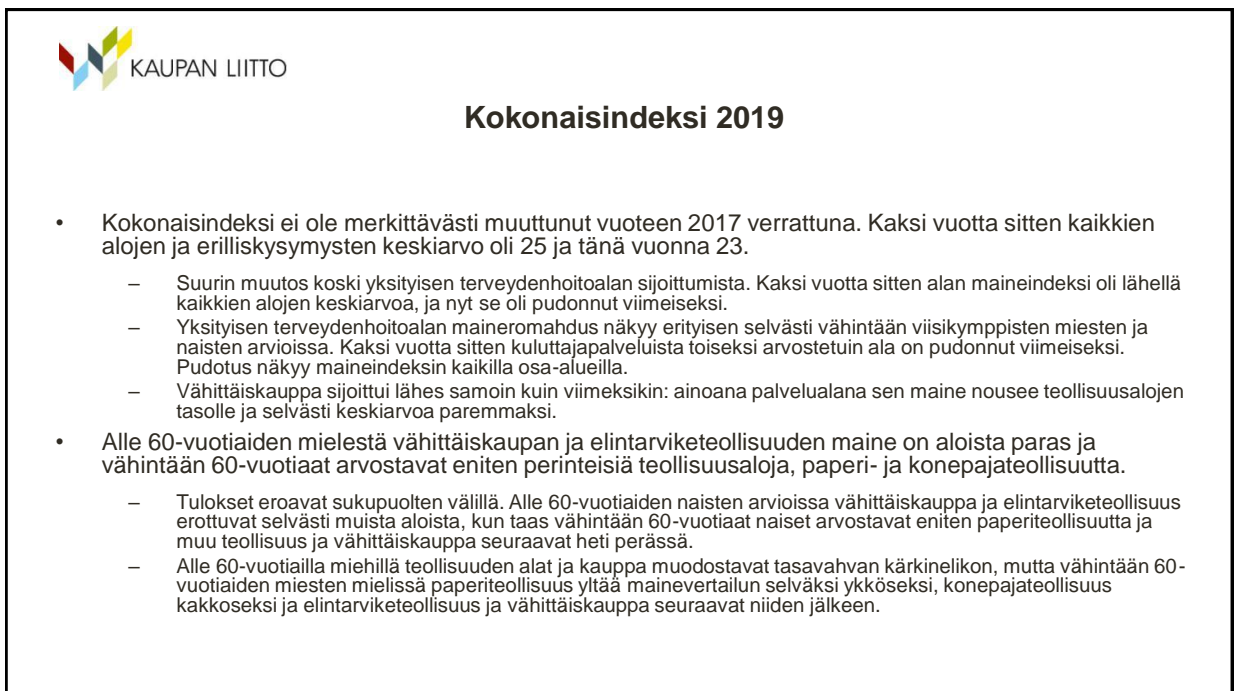 KAUPAN LIITTO
Kokonaisindeksi 2019
• Kokonaisindeksi ei ole merkittävästi muuttunut vuoteen 2017 verrattuna. Kaksi vuotta sitten kaikkien
alojen ja erilliskysymysten keskiarvo oli 25 ja tänä vuonna 23.
– Suurin muutos koski yksityisen terveydenhoitoalan sijoittumista. Kaksi vuotta sitten alan maineindeksi oli lähellä
kaikkien alojen keskiarvoa, ja nyt se oli pudonnut viimeiseksi.
– Yksityisen terveydenhoitoalan maineromahdus näkyy erityisen selvästi vähintään viisikymppisten miesten ja
naisten arvioissa. Kaksi vuotta sitten kuluttajapalveluista toiseksi arvostetuin ala on pudonnut viimeiseksi.
Pudotus näkyy maineindeksin kaikilla osa-alueilla.
– Vähittäiskauppa sijoittui lähes samoin kuin viimeksikin: ainoana palvelualana sen maine nousee teollisuusalojen
tasolle ja selvästi keskiarvoa paremmaksi.
• Alle 60-vuotiaiden mielestä vähittäiskaupan ja elintarviketeollisuuden maine on aloista paras ja
vähintään 60-vuotiaat arvostavat eniten perinteisiä teollisuusaloja, paperi- ja konepajateollisuutta.
– Tulokset eroavat sukupuolten välillä. Alle 60-vuotiaiden naisten arvioissa vähittäiskauppa ja elintarviketeollisuus
erottuvat selvästi muista aloista, kun taas vähintään 60-vuotiaat naiset arvostavat eniten paperiteollisuutta ja
muu teollisuus ja vähittäiskauppa seuraavat heti perässä.
– Alle 60-vuotiailla miehillä teollisuuden alat ja kauppa muodostavat tasavahvan kärkinelikon, mutta vähintään 60-
vuotiaiden miesten mielissä paperiteollisuus yltää mainevertailun selväksi ykköseksi, konepajateollisuus
kakkoseksi ja elintarviketeollisuus ja vähittäiskauppa seuraavat niiden jälkeen.